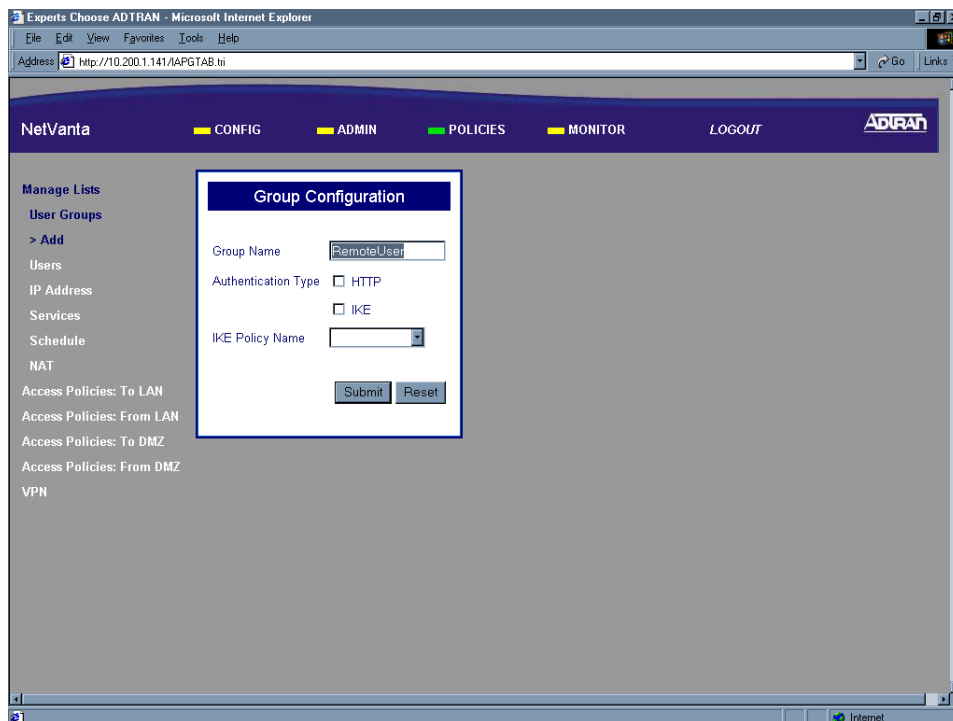 Experts Choose ADTRAN - Microsoft Internet Explorer
File Edit View Favorites Tools Help
Address http://10.200.1.141/IAPGTAB.tri Go Links
NetVanta CONFIG ADMIN POLICIES MONITOR LOGOUT ADTRAN
Manage Lists
User Groups
> Add
Users
IP Address
Services
Schedule
NAT
Access Policies: To LAN
Access Policies: From LAN
Access Policies: To DMZ
Access Policies: From DMZ
VPN
Group Configuration
Group Name RemoteUser
Authentication Type HTTP
IKE
IKE Policy Name
Submit Reset
Internet